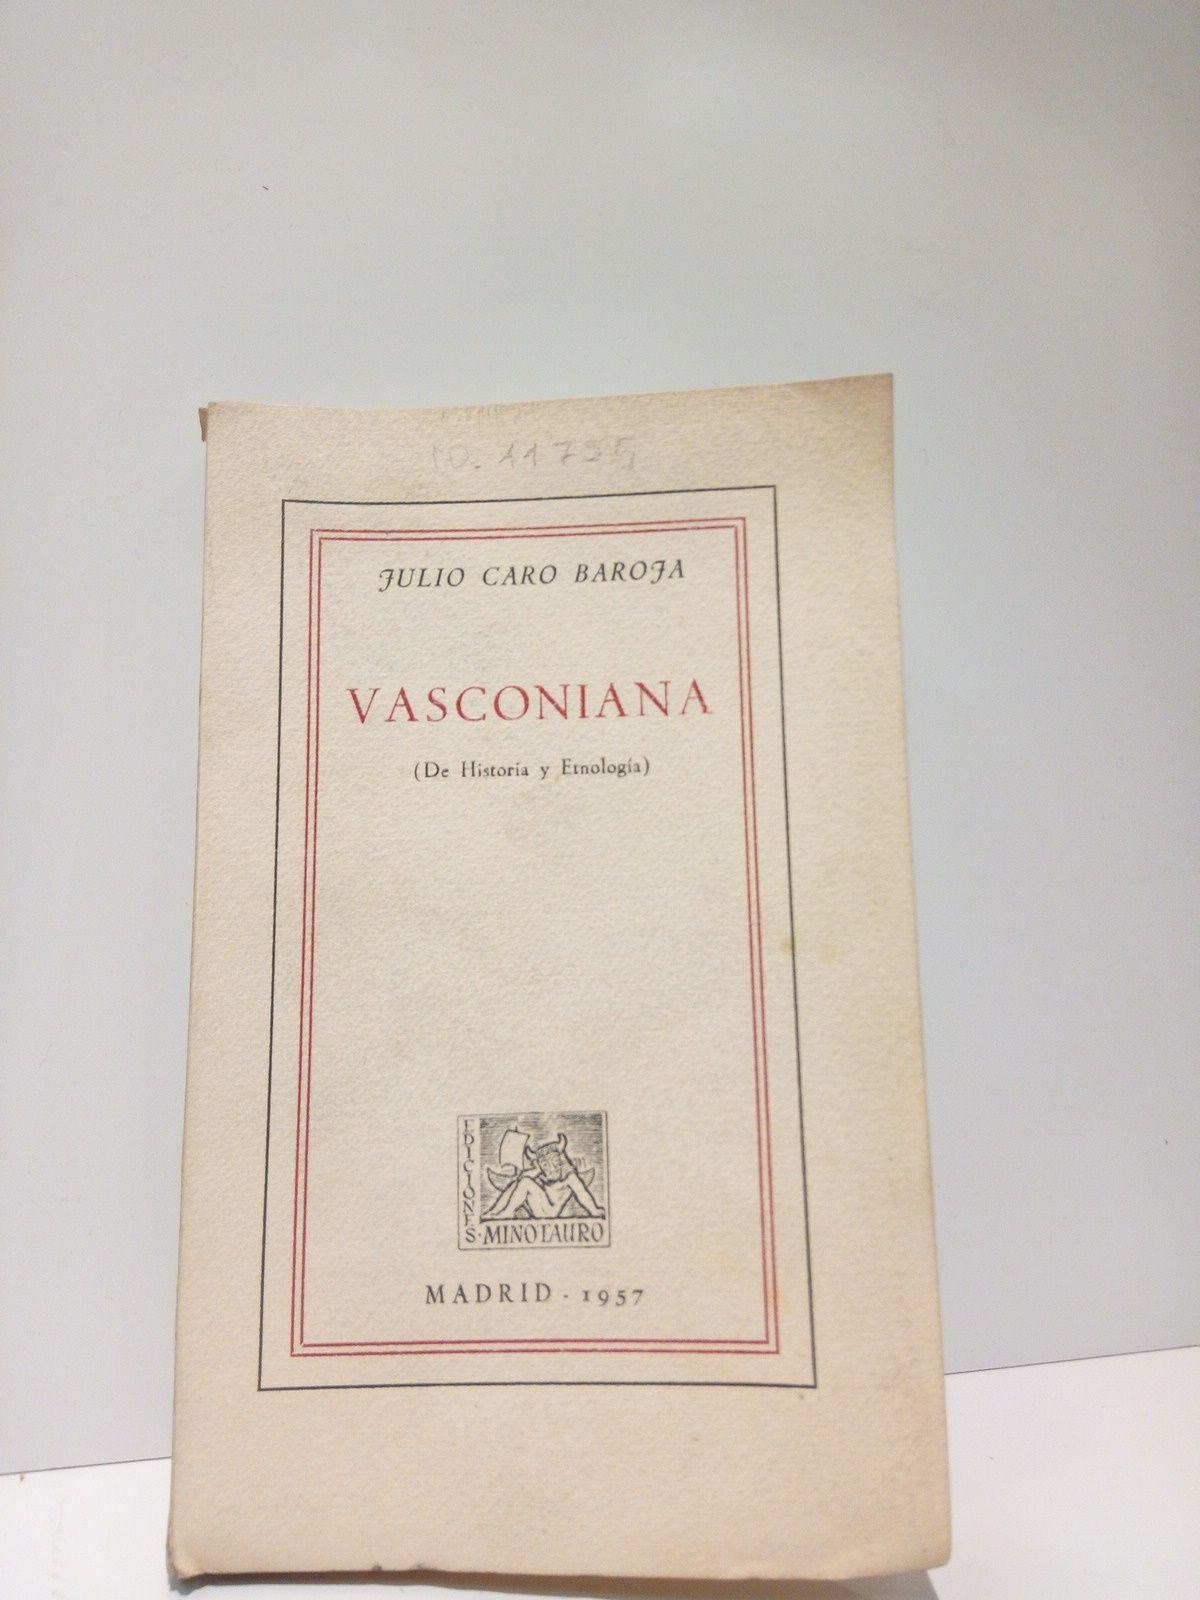 JULIO CARO BAROJA
VASCONIANA
(De Historia y Etnología)
EDICIONES
·MINOTAURO
MADRID - 1957